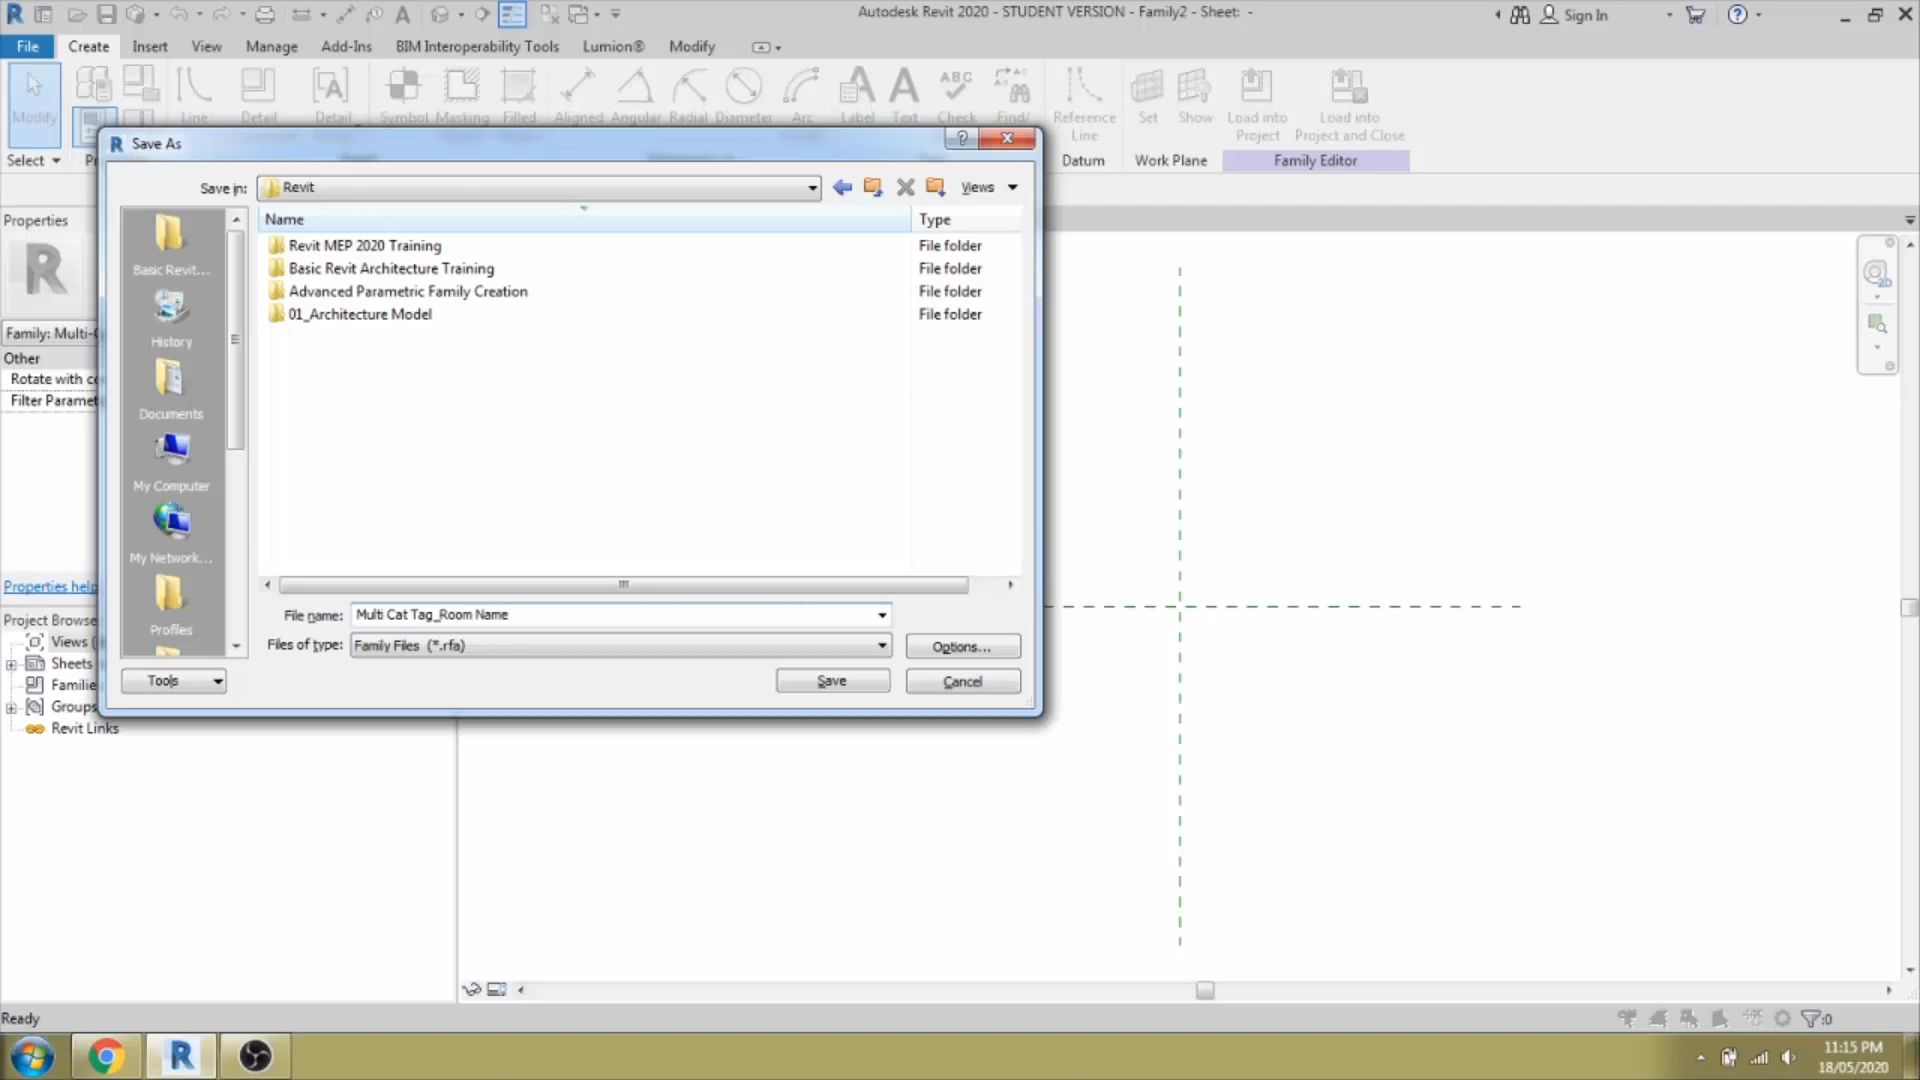 Autodesk Revit 2020 - STUDENT VERSION - Family2 - Sheet: -
Sign In
File Create Insert View Manage Add-Ins BIM Interoperability Tools Lumion® Modify
Modify
Line Detail Detail Symbol Masking Filled Aligned Angular Radial Diameter Arc Label Text Check Find/ Reference Line Set Show Load into Project Load into Project and Close
Select
Datum Work Plane Family Editor
Save As
Save in: Revit
Views
Name Type
Revit MEP 2020 Training File folder
Basic Revit Architecture Training File folder
Advanced Parametric Family Creation File folder
01_Architecture Model File folder
Basic Revit...
History
Documents
My Computer
My Network...
Profiles
File name: Multi Cat Tag_Room Name
Files of type: Family Files (*.rfa)
Options...
Tools
Save
Cancel
Properties
Family: Multi-C
Other
Rotate with co
Filter Paramet
Properties help
Project Browse
Views (
Sheets
Familie
Groups
Revit Links
2D
Ready
:0
11:15 PM
18/05/2020